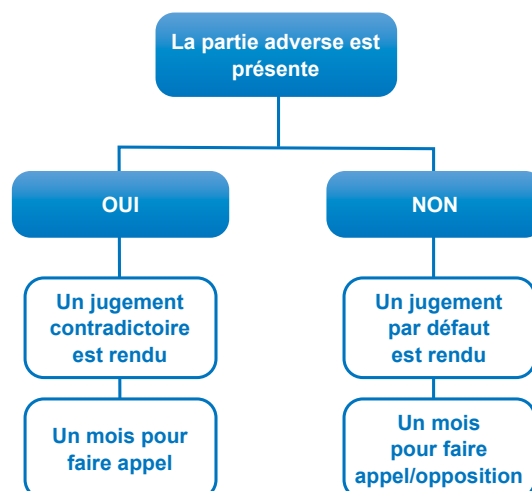 La partie adverse est
présente
OUI
NON
Un jugement
contradictoire
est rendu
Un jugement
par défaut
est rendu
Un mois pour
faire appel
Un mois
pour faire
appel/opposition